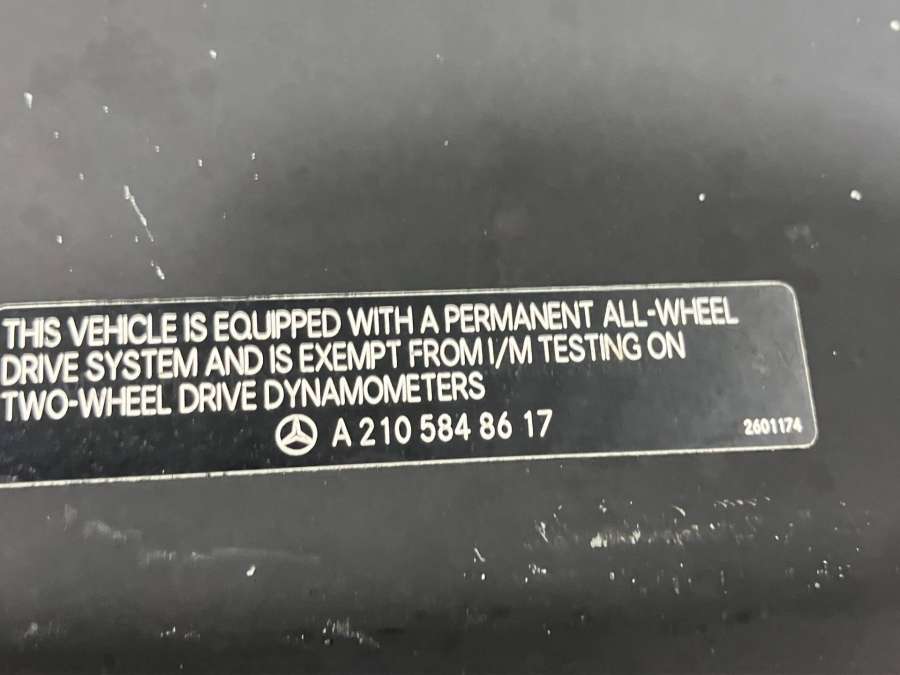 THIS VEHICLE IS EQUIPPED WITH A PERMANENT ALL-WHEEL
DRIVE SYSTEM AND IS EXEMPT FROM I/M TESTING ON
TWO-WHEEL DRIVE DYNAMOMETERS
A 210 584 86 17
2601174